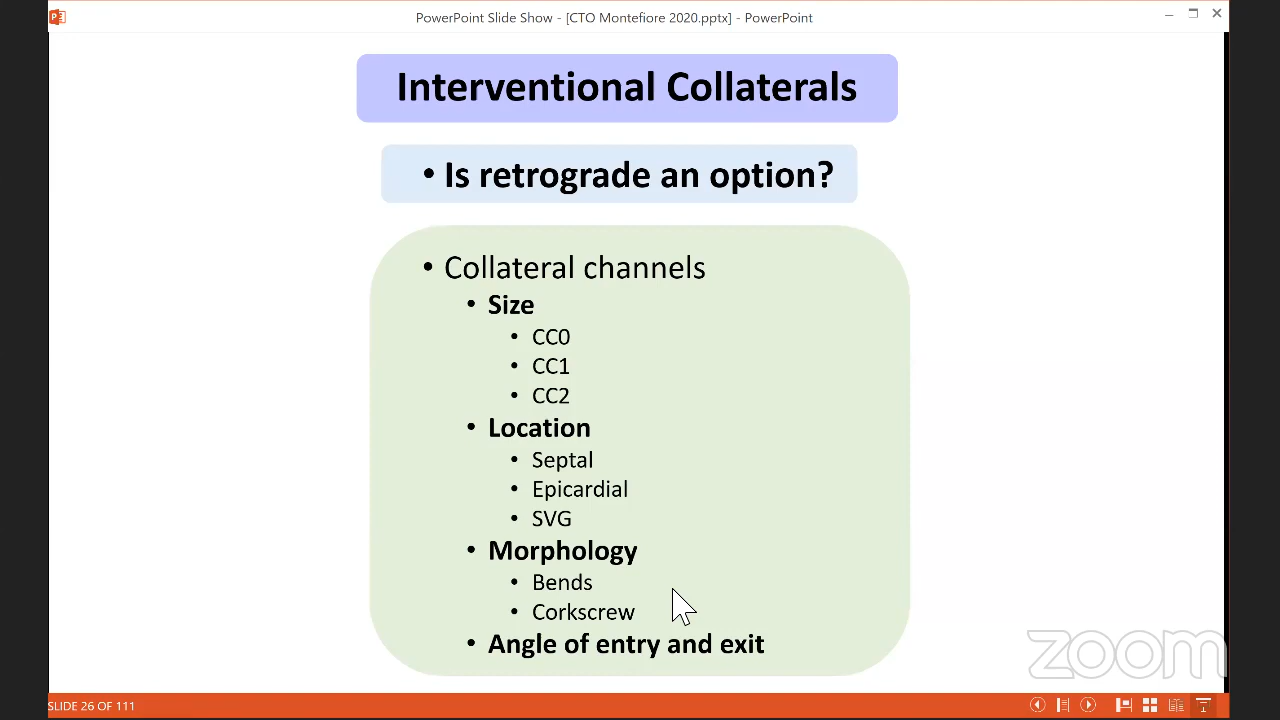 PowerPoint Slide Show - [CTO Montefiore 2020.pptx] - PowerPoint
Interventional Collaterals
• Is retrograde an option?
• Collateral channels
• Size
• CC0
• CC1
• CC2
• Location
• Septal
• Epicardial
• SVG
• Morphology
• Bends
• Corkscrew
• Angle of entry and exit
zoom
SLIDE 26 OF 111